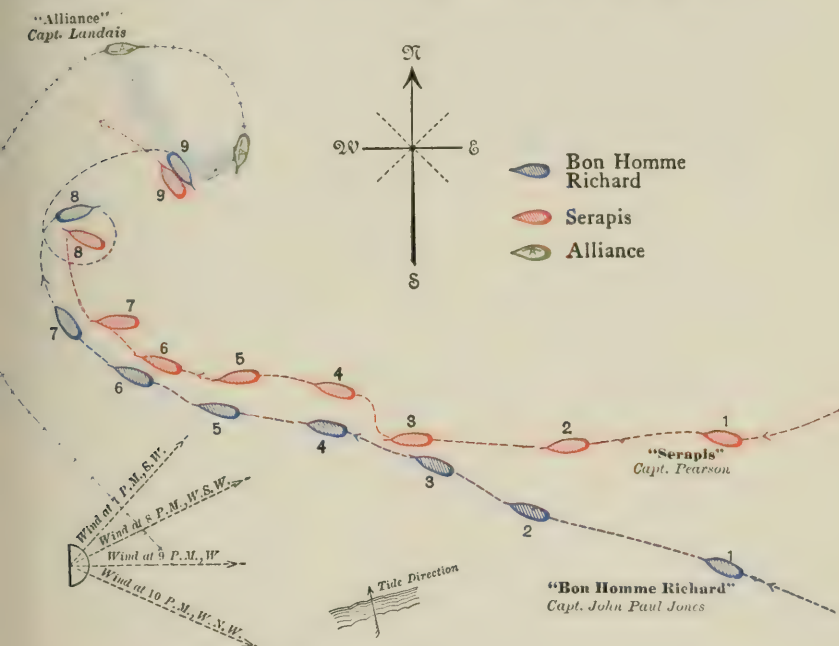 "Alliance"
Capt. Landais
N
W
E
S
Bon Homme
Richard
Serapis
Alliance
9
9
8
8
7
7
6
6
5
5
4
4
3
3
2
2
1
1
"Serapis"
Capt. Pearson
"Bon Homme Richard"
Capt. John Paul Jones
Wind at 7 P.M., S.W.
Wind at 8 P.M., W.S.W.
Wind at 9 P.M., W
Wind at 10 P.M., W.N.W.
Tide Direction